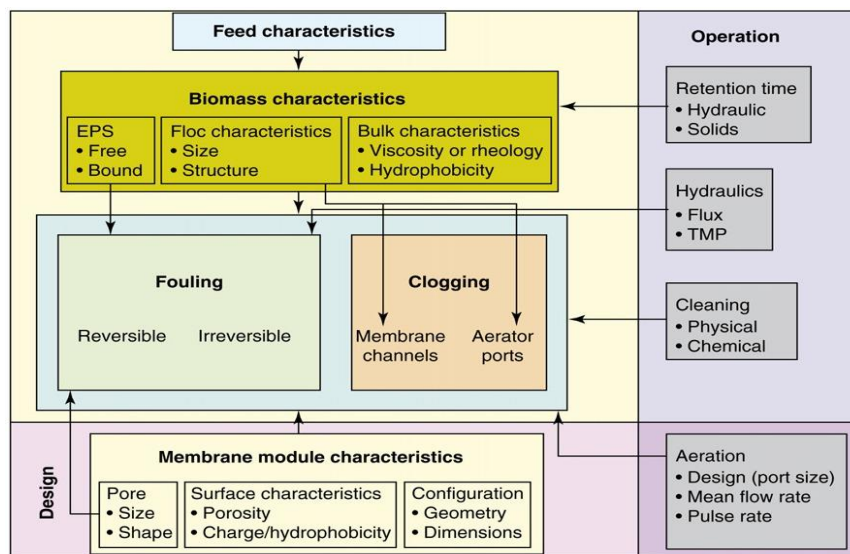 Feed characteristics
Biomass characteristics
EPS
• Free
• Bound
Floc characteristics
• Size
• Structure
Bulk characteristics
• Viscosity or rheology
• Hydrophobicity
Fouling
Reversible
Irreversible
Clogging
Membrane
channels
Aerator
ports
Operation
Retention time
• Hydraulic
• Solids
Hydraulics
• Flux
• TMP
Cleaning
• Physical
• Chemical
Design
Membrane module characteristics
Pore
• Size
• Shape
Surface characteristics
• Porosity
• Charge/hydrophobicity
Configuration
• Geometry
• Dimensions
Aeration
• Design (port size)
• Mean flow rate
• Pulse rate